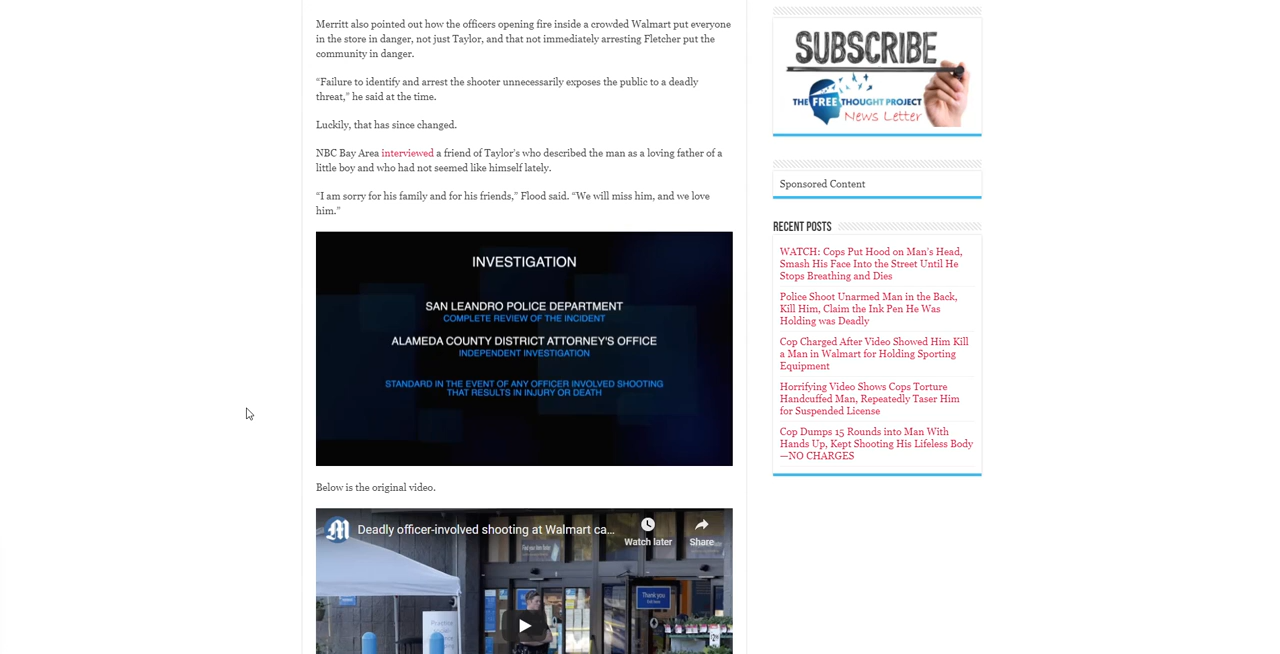 Merritt also pointed out how the officers opening fire inside a crowded Walmart put everyone
in the store in danger, not just Taylor, and that not immediately arresting Fletcher put the
community in danger.
“Failure to identify and arrest the shooter unnecessarily exposes the public to a deadly
threat,” he said at the time.
Luckily, that has since changed.
NBC Bay Area interviewed a friend of Taylor’s who described the man as a loving father of a
little boy and who had not seemed like himself lately.
“I am sorry for his family and for his friends,” Flood said. “We will miss him, and we love
him.”
INVESTIGATION
SAN LEANDRO POLICE DEPARTMENT
COMPLETE REVIEW OF THE INCIDENT
ALAMEDA COUNTY DISTRICT ATTORNEY'S OFFICE
INDEPENDENT INVESTIGATION
STANDARD IN THE EVENT OF ANY OFFICER INVOLVED SHOOTING
THAT RESULTS IN INJURY OR DEATH
Below is the original video.
M
Deadly officer-involved shooting at Walmart ca...
Watch later
Share
Thank you
SUBSCRIBE
THE FREE THOUGHT PROJECT
News Letter
Sponsored Content
RECENT POSTS
WATCH: Cops Put Hood on Man’s Head,
Smash His Face Into the Street Until He
Stops Breathing and Dies
Police Shoot Unarmed Man in the Back,
Kill Him, Claim the Ink Pen He Was
Holding was Deadly
Cop Charged After Video Showed Him Kill
a Man in Walmart for Holding Sporting
Equipment
Horrifying Video Shows Cops Torture
Handcuffed Man, Repeatedly Taser Him
for Suspended License
Cop Dumps 15 Rounds into Man With
Hands Up, Kept Shooting His Lifeless Body
—NO CHARGES